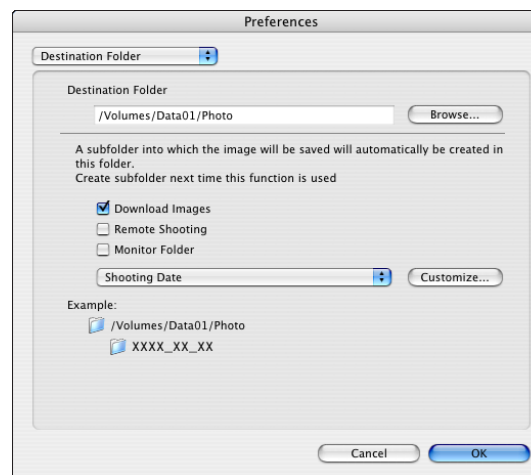 Preferences
Destination Folder
Destination Folder
/Volumes/Data01/Photo
Browse...
A subfolder into which the image will be saved will automatically be created in
this folder.
Create subfolder next time this function is used
Download Images
Remote Shooting
Monitor Folder
Shooting Date
Customize...
Example:
/Volumes/Data01/Photo
XXXX_XX_XX
Cancel
OK